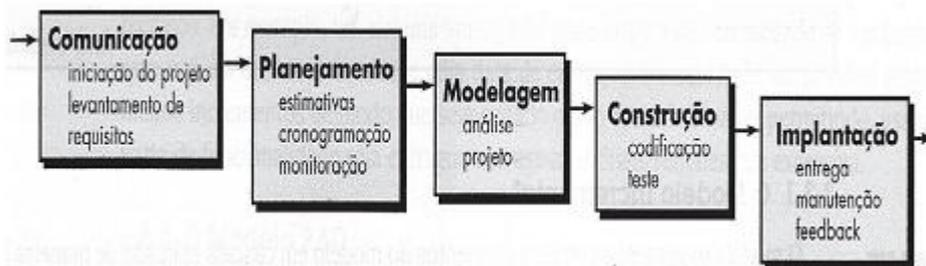 Comunicação
iniciação do projeto
levantamento de
requisitos
Planejamento
estimativas
cronogramação
monitoração
Modelagem
análise
projeto
Construção
codificação
teste
Implantação
entrega
manutenção
feedback